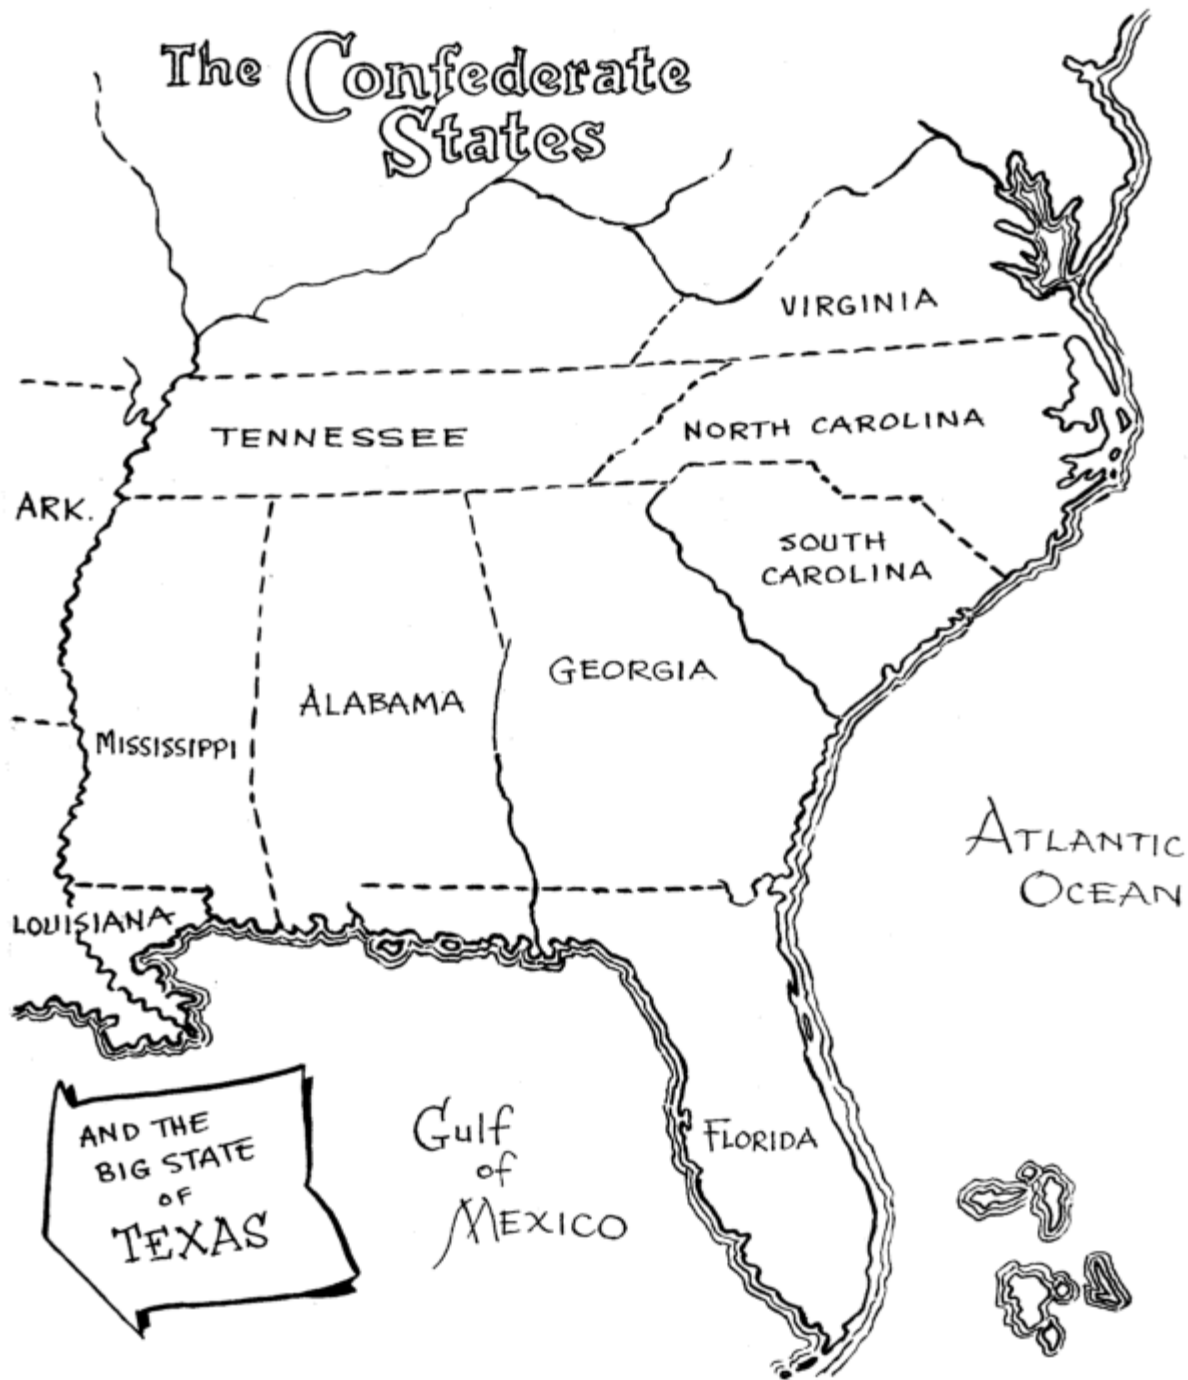 The Confederate
States
VIRGINIA
TENNESSEE
NORTH CAROLINA
ARK.
SOUTH
CAROLINA
GEORGIA
ALABAMA
MISSISSIPPI
ATLANTIC
OCEAN
LOUISIANA
AND THE
BIG STATE
OF
TEXAS
Gulf
of
MEXICO
FLORIDA